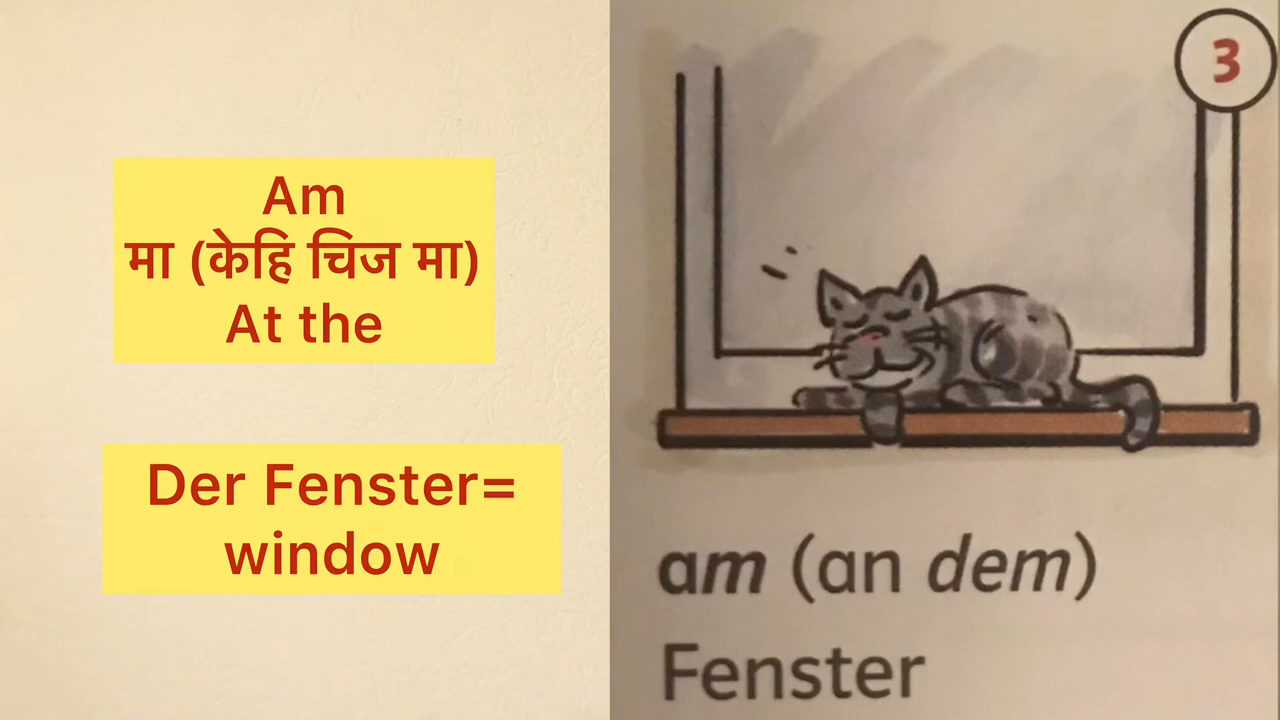 Am
मा (केहि चिज मा)
At the
Der Fenster=
window
3
am (an dem)
Fenster